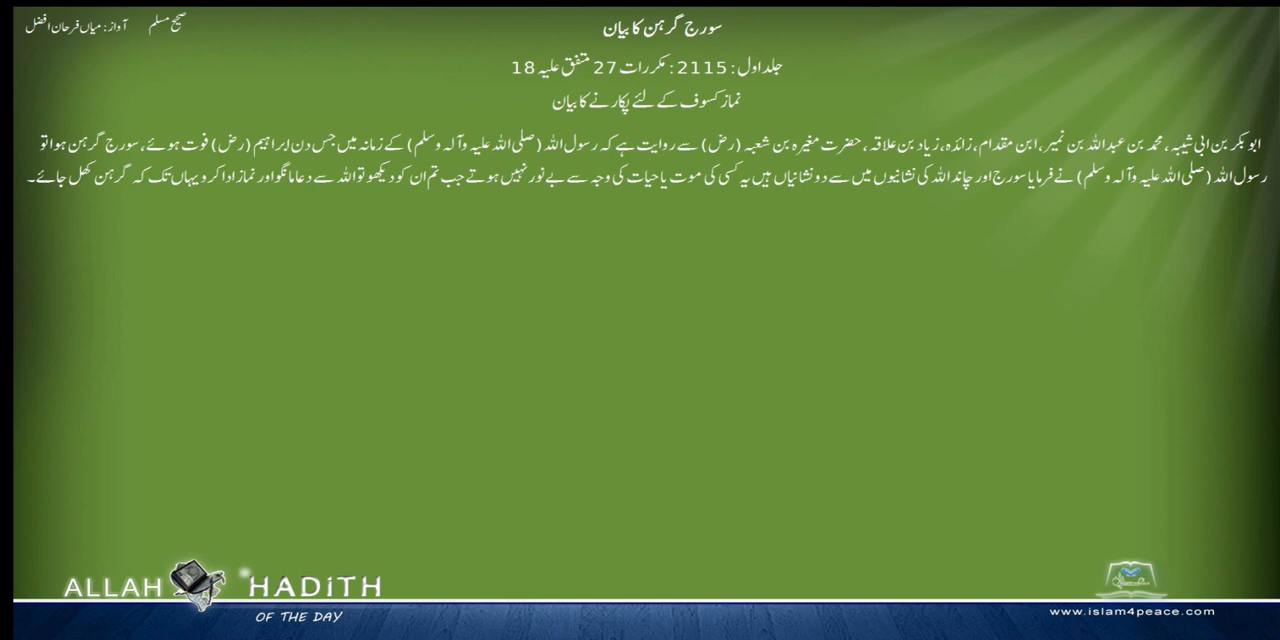 صحیح مسلم آواز: میاں فرحان افضل
سورج گرہن کا بیان
جلد اول : 2115 : مکررات 27 متفق علیہ 18
نماز کسوف کے لئے پکارنے کا بیان
ابو بکر بن ابی شیبہ، محمد بن عبداللہ بن نمیر، ابن مقدام، زائدہ، زیاد بن علاقہ، حضرت مغیرہ بن شعبہ (رض) سے روایت ہے کہ رسول اللہ (صلی اللہ علیہ وآلہ وسلم) کے زمانہ میں جس دن ابراہیم (رض) فوت ہوئے، سورج گرہن ہوا تو
رسول اللہ (صلی اللہ علیہ وآلہ وسلم) نے فرمایا سورج اور چاند اللہ کی نشانیوں میں سے دو نشانیاں ہیں یہ کسی کی موت یا حیات کی وجہ سے بے نور نہیں ہوتے جب تم ان کو دیکھو تو اللہ سے دعا مانگو اور نماز ادا کرو یہاں تک کہ گرہن کھل جائے۔
ALLAH HADITH
OF THE DAY
www.islam4peace.com